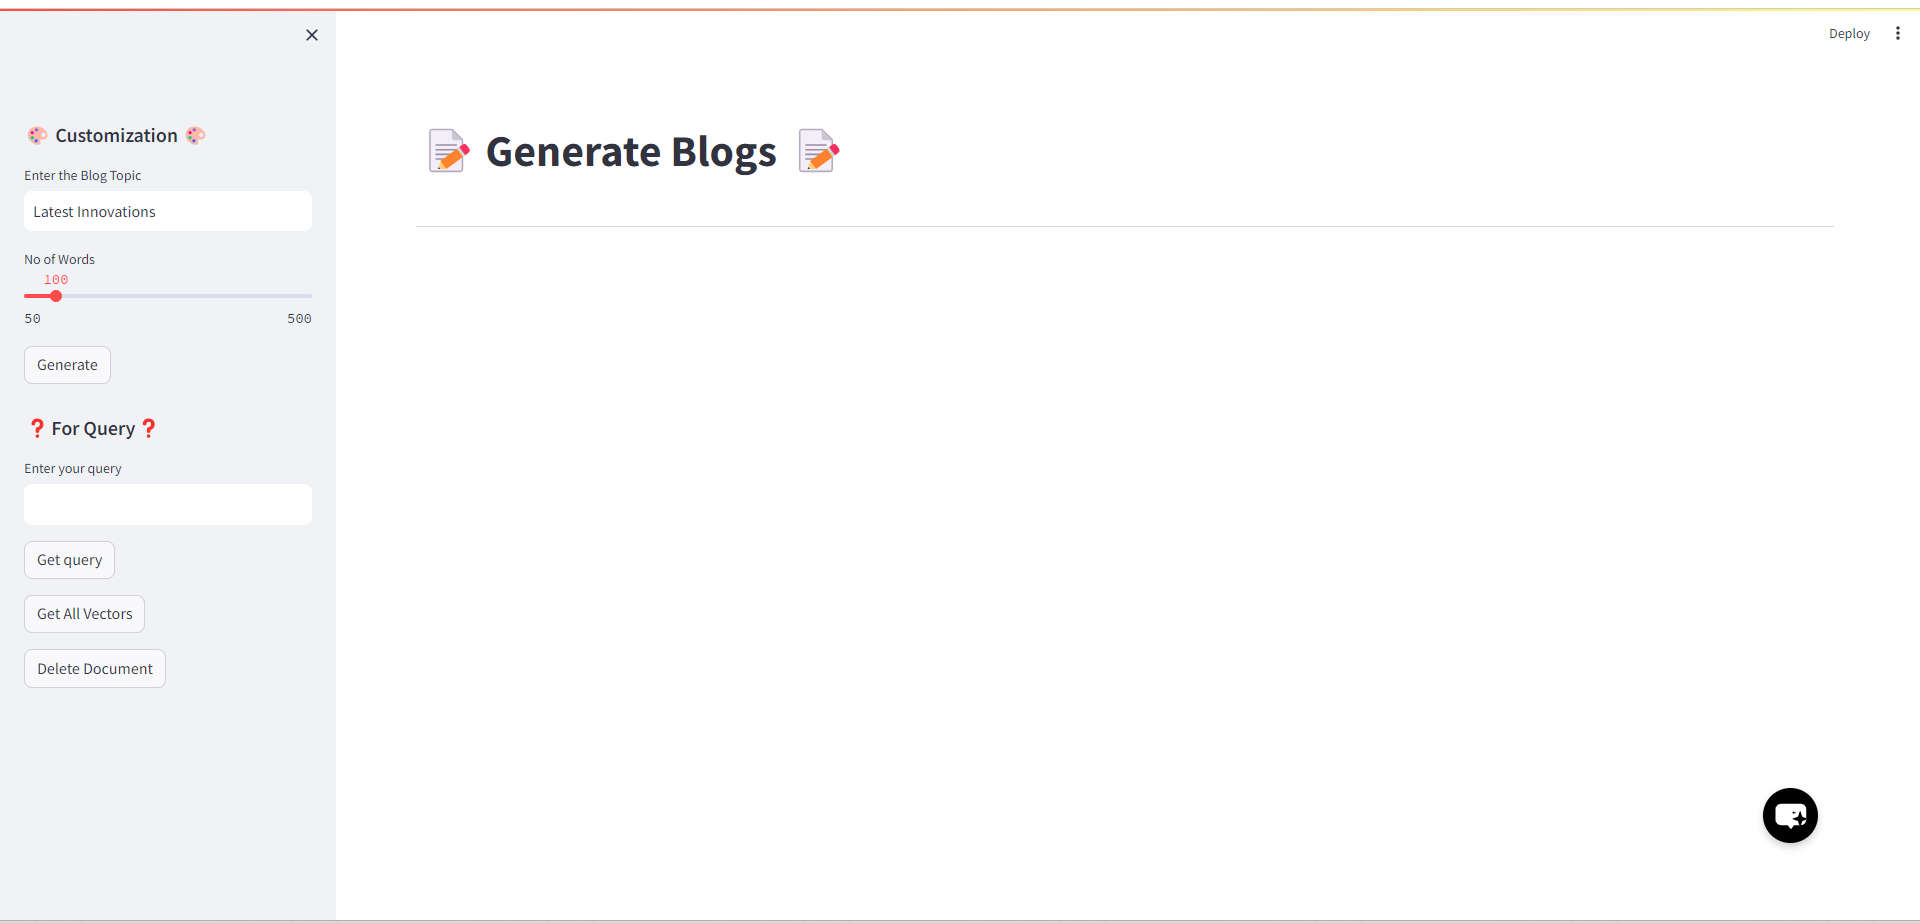 Deploy
Customization
Enter the Blog Topic
Latest Innovations
No of Words
100
50 500
Generate
❓ For Query ❓
Enter your query
Get query
Get All Vectors
Delete Document
Generate Blogs